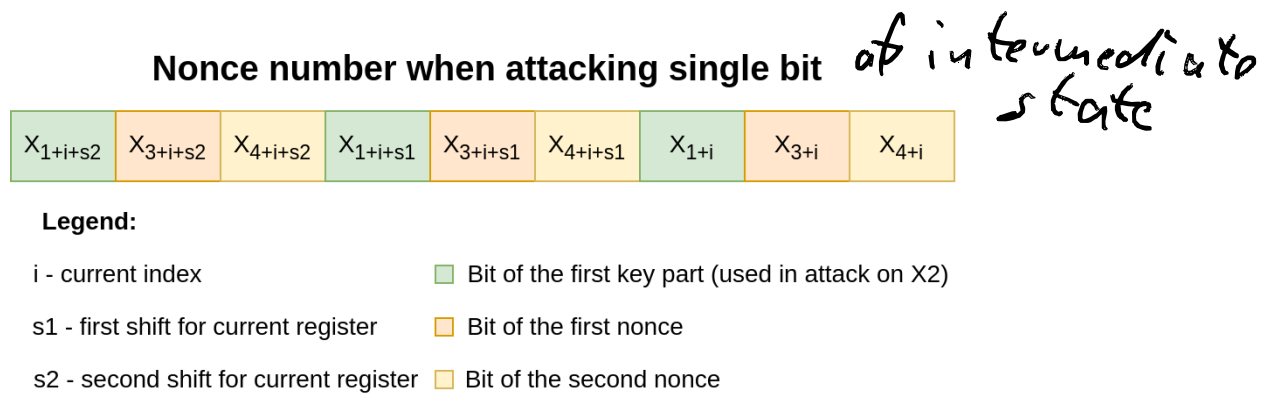 Nonce number when attacking single bit of intermediate
state
X1+i+s2 X3+i+s2 X4+i+s2 X1+i+s1 X3+i+s1 X4+i+s1 X1+i X3+i X4+i
Legend:
i - current index Bit of the first key part (used in attack on X2)
s1 - first shift for current register Bit of the first nonce
s2 - second shift for current register Bit of the second nonce